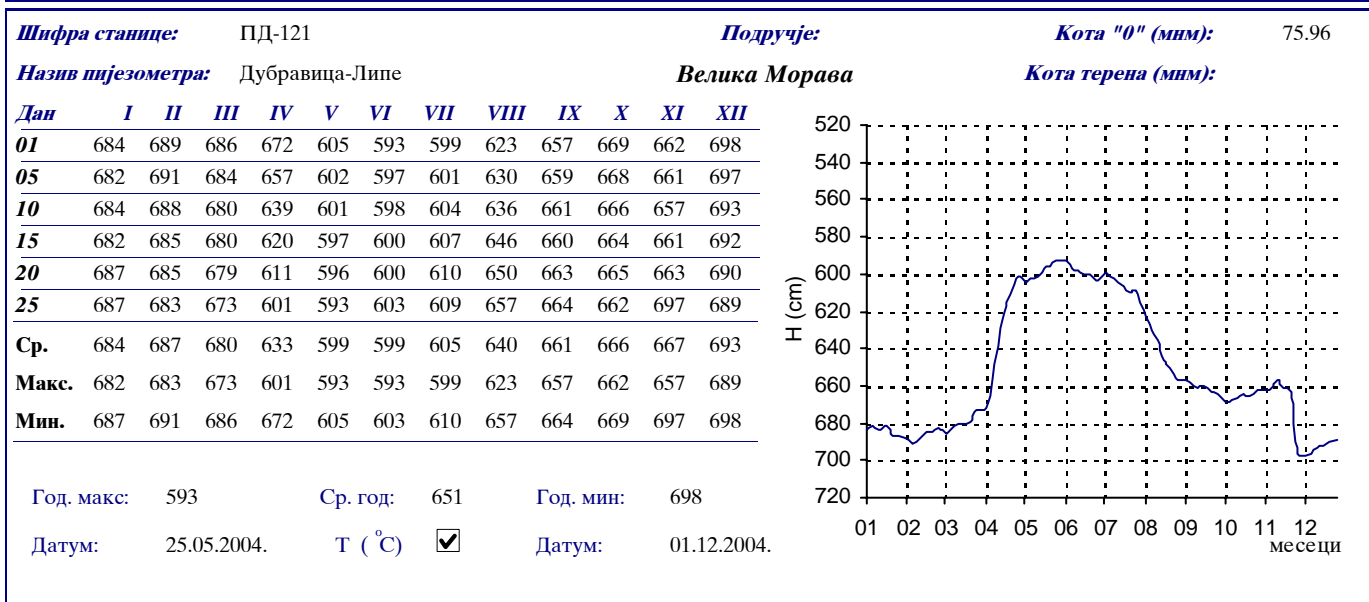 Шифра станице: ПД-121 Подручје: Кота "0" (мнм): 75.96
Назив пијезометра: Дубравица-Липе Велика Морава Кота терена (мнм):
Дан I II III IV V VI VII VIII IX X XI XII
01 684 689 686 672 605 593 599 623 657 669 662 698
05 682 691 684 657 602 597 601 630 659 668 661 697
10 684 688 680 639 601 598 604 636 661 666 657 693
15 682 685 680 620 597 600 607 646 660 664 661 692
20 687 685 679 611 596 600 610 650 663 665 663 690
25 687 683 673 601 593 603 609 657 664 662 697 689
Ср. 684 687 680 633 599 599 605 640 661 666 667 693
Макс. 682 683 673 601 593 593 599 623 657 662 657 689
Мин. 687 691 686 672 605 603 610 657 664 669 697 698
Год. макс: 593 Ср. год: 651 Год. мин: 698
Датум: 25.05.2004. Т ( °С) Датум: 01.12.2004.
H (cm)
520
540
560
580
600
620
640
660
680
700
720
01 02 03 04 05 06 07 08 09 10 11 12
месеци